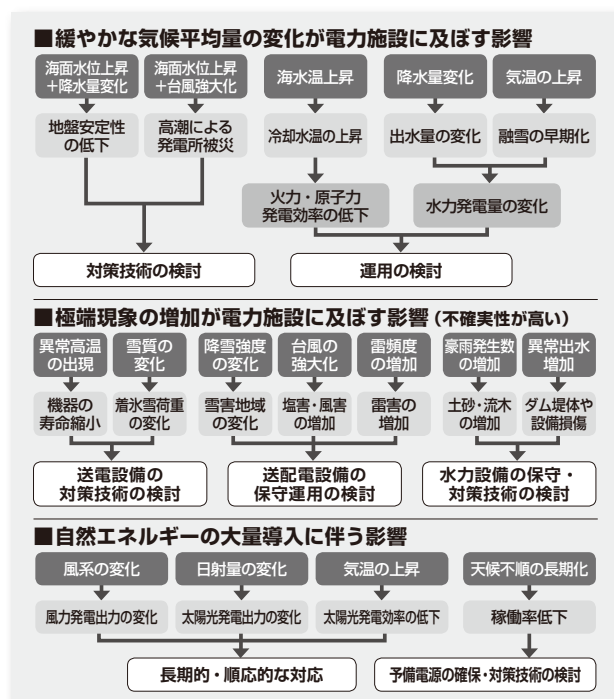 ■緩やかな気候平均量の変化が電力施設に及ぼす影響
海面水位上昇
+降水量変化
海面水位上昇
+台風強大化
海水温上昇
降水量変化
気温の上昇
地盤安定性
の低下
高潮による
発電所被災
冷却水温の上昇
出水量の変化
融雪の早期化
火力・原子力
発電効率の低下
水力発電量の変化
対策技術の検討
運用の検討
■極端現象の増加が電力施設に及ぼす影響(不確実性が高い)
異常高温
の出現
雪質の
変化
降雪強度
の変化
台風の
強大化
雷頻度
の増加
豪雨発生数
の増加
異常出水
増加
機器の
寿命縮小
着氷雪荷重
の変化
雪害地域
の変化
塩害・風害
の増加
雷害の
増加
土砂・流木
の増加
ダム堤体や
設備損傷
送電設備の
対策技術の検討
送配電設備の
保守運用の検討
水力設備の保守・
対策技術の検討
■自然エネルギーの大量導入に伴う影響
風系の変化
日射量の変化
気温の上昇
天候不順の長期化
風力発電出力の変化
太陽光発電出力の変化
太陽光発電効率の低下
稼働率低下
長期的・順応的な対応
予備電源の確保・対策技術の検討